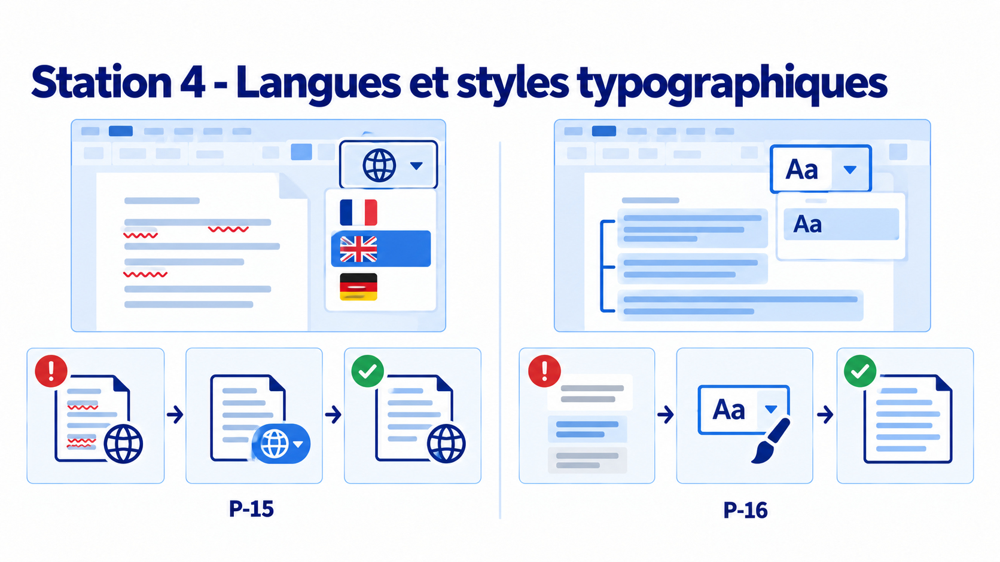 Station 4 - Langues et styles typographiques
Aa
Aa
Aa
P-15
P-16